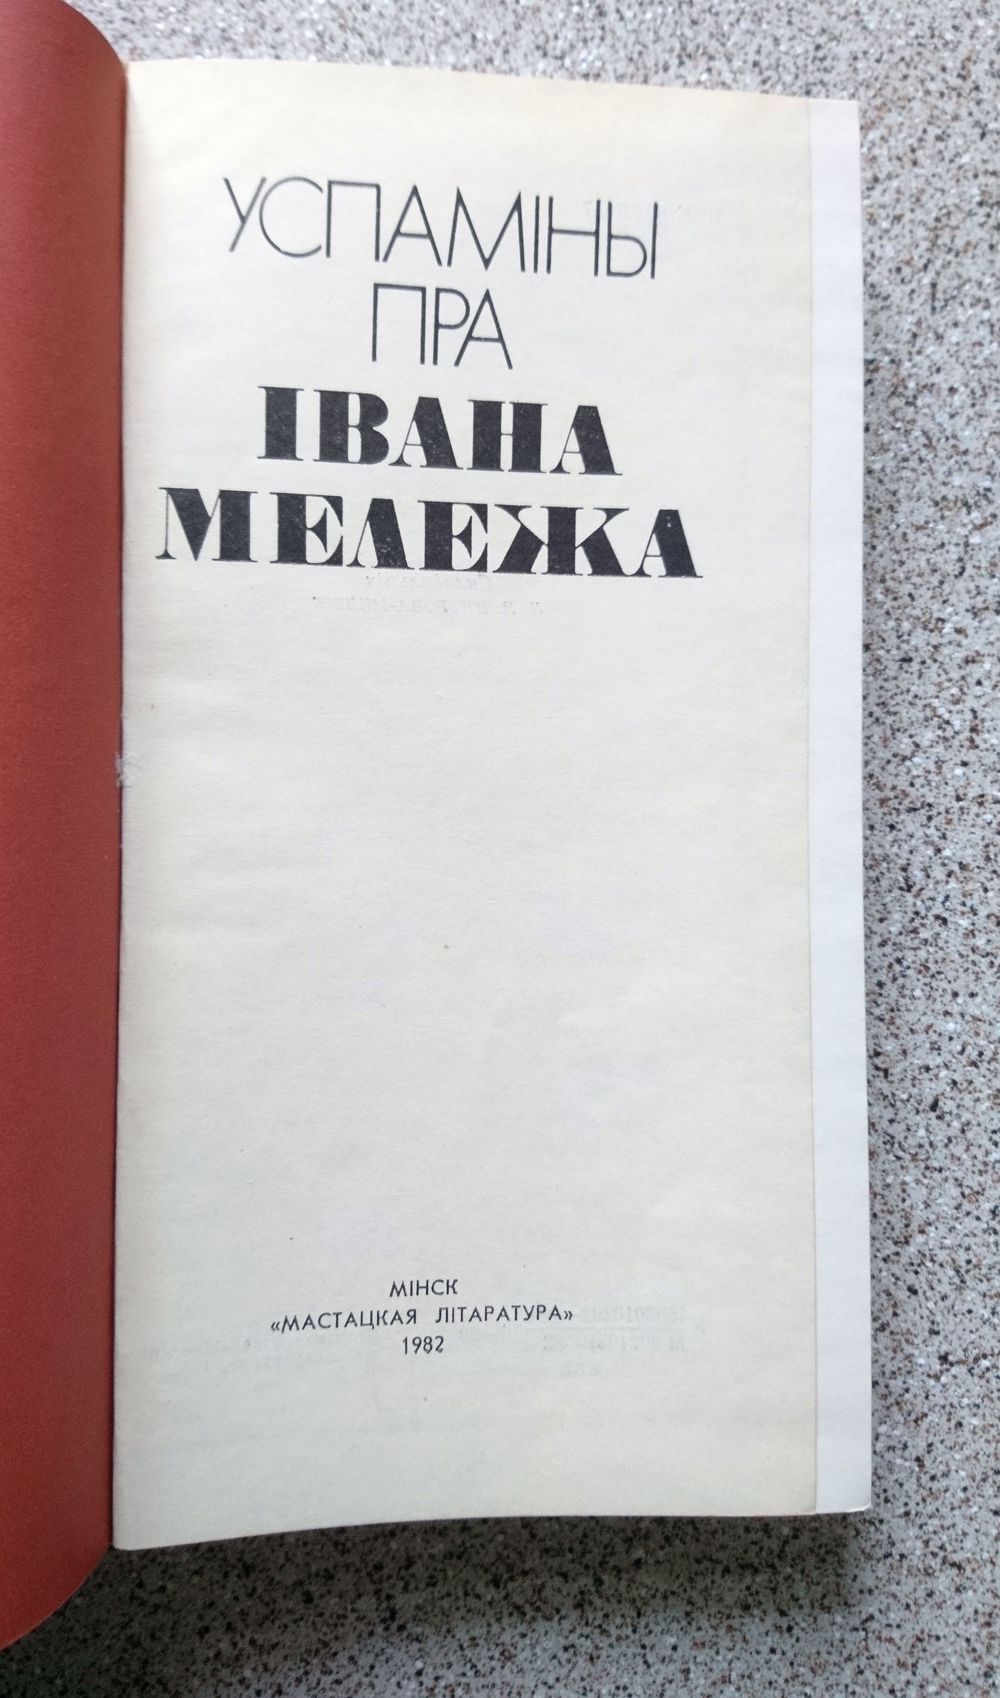 УСПАМІНЫ
ПРА
ІВАНА
МЕЛЕЖА
МІНСК
«МАСТАЦКАЯ ЛІТАРАТУРА»
1982